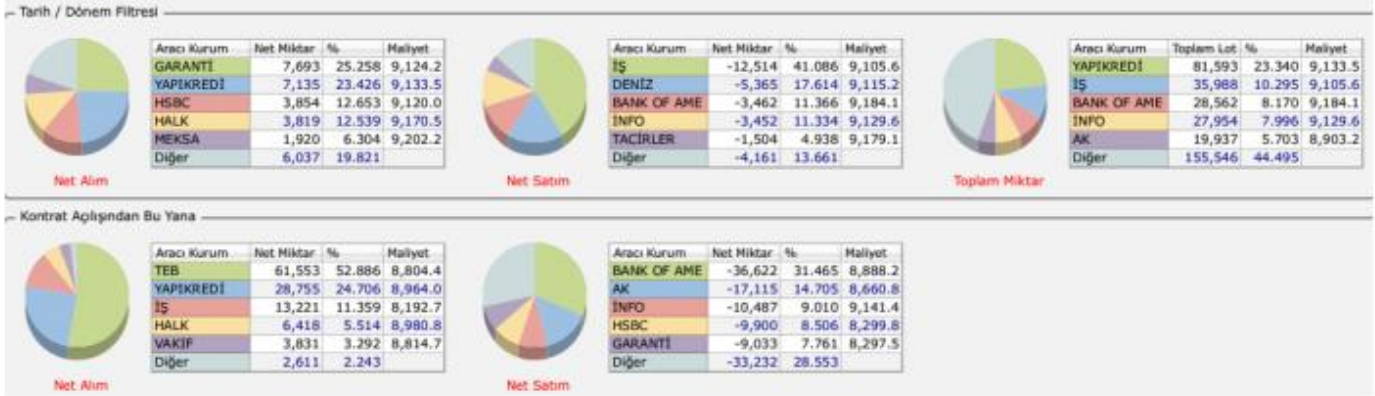 Tarih / Dönem Filtresi
Aracı Kurum Net Miktar % Maliyet
GARANTİ 7,693 25.258 9,124.2
YAPIKREDİ 7,135 23.426 9,133.5
HSBC 3,854 12.653 9,120.0
HALK 3,819 12.539 9,170.5
MEKSA 1,920 6.304 9,202.2
Diğer 6,037 19.821
Net Alım
Aracı Kurum Net Miktar % Maliyet
İŞ -12,514 41.086 9,105.6
DENİZ -5,365 17.614 9,115.2
BANK OF AME -3,462 11.366 9,184.1
İNFO -3,452 11.334 9,129.6
TACİRLER -1,504 4.938 9,179.1
Diğer -4,161 13.661
Net Satım
Aracı Kurum Toplam Lot % Maliyet
YAPIKREDİ 81,593 23.340 9,133.5
İŞ 35,988 10.295 9,105.6
BANK OF AME 28,562 8.170 9,184.1
İNFO 27,954 7.996 9,129.6
AK 19,937 5.703 8,903.2
Diğer 155,546 44.495
Toplam Miktar
Kontrat Açılışından Bu Yana
Aracı Kurum Net Miktar % Maliyet
TEB 61,553 52.886 8,804.4
YAPIKREDİ 28,755 24.706 8,964.0
İŞ 13,221 11.359 8,192.7
HALK 6,418 5.514 8,980.8
VAKIF 3,831 3.292 8,814.7
Diğer 2,611 2.243
Net Alım
Aracı Kurum Net Miktar % Maliyet
BANK OF AME -36,622 31.465 8,888.2
AK -17,115 14.705 8,660.8
İNFO -10,487 9.010 9,141.4
HSBC -9,900 8.506 8,299.8
GARANTİ -9,033 7.761 8,297.5
Diğer -33,232 28.553
Net Satım